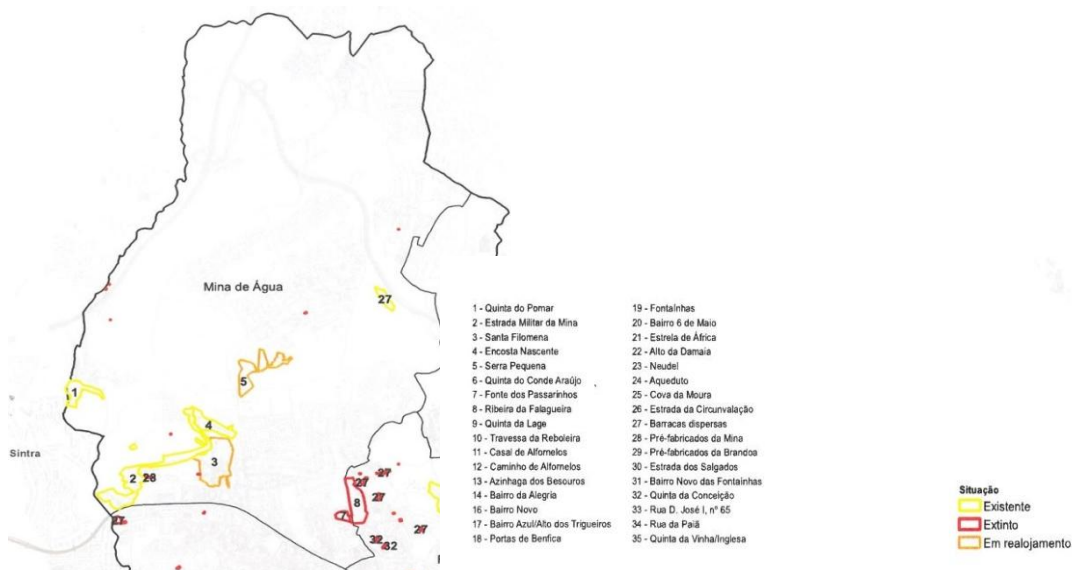 Mina de Água
27
1
5
4
Sintra
3
2
28
27
27
27
27
8
7
27
32
32
1 - Quinta do Pomar
2 - Estrada Militar da Mina
3 - Santa Filomena
4 - Encosta Nascente
5 - Serra Pequena
6 - Quinta do Conde Araújo
7 - Fonte dos Passarinhos
8 - Ribeira da Falagueira
9 - Quinta da Lage
10 - Travessa da Reboleira
11 - Casal de Alfornelos
12 - Caminho de Alfornelos
13 - Azinhaga dos Besouros
14 - Bairro da Alegria
16 - Bairro Novo
17 - Bairro Azul/Alto dos Trigueiros
18 - Portas de Benfica
19 - Fontaínhas
20 - Bairro 6 de Maio
21 - Estrela de África
22 - Alto da Damaia
23 - Neudel
24 - Aqueduto
25 - Cova da Moura
26 - Estrada da Circunvalação
27 - Barracas dispersas
28 - Pré-fabricados da Mina
29 - Pré-fabricados da Brandoa
30 - Estrada dos Salgados
31 - Bairro Novo das Fontainhas
32 - Quinta da Conceição
33 - Rua D. José I, nº 65
34 - Rua da Paiã
35 - Quinta da Vinha/Inglesa
Situação
Existente
Extinto
Em realojamento